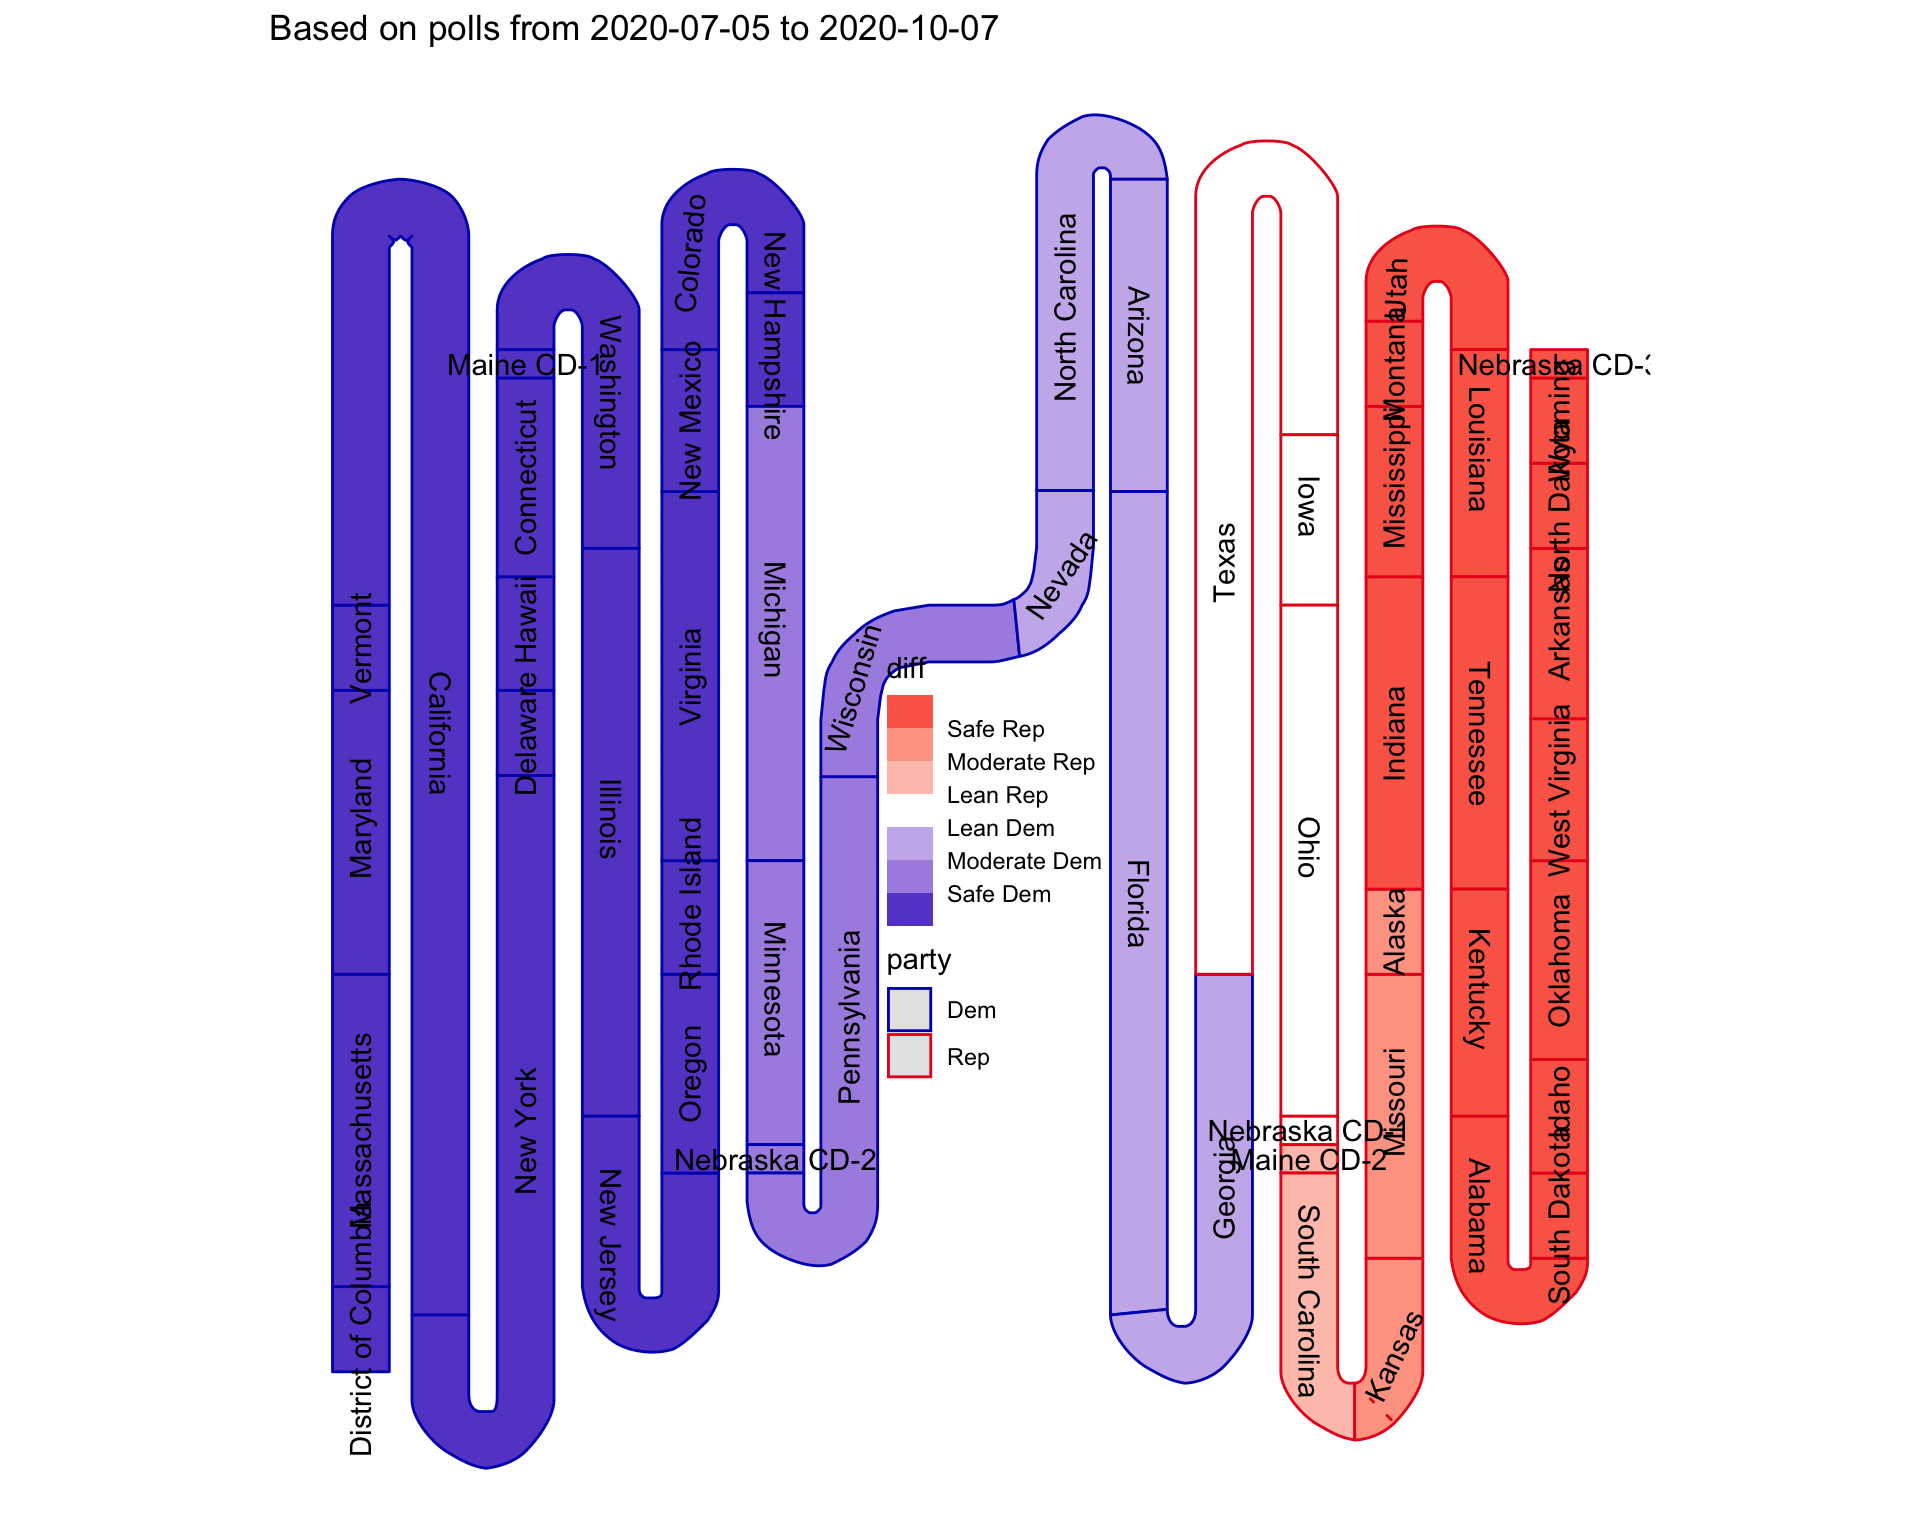 Based on polls from 2020-07-05 to 2020-10-07
District of Columbia
Massachusetts
Maryland
Vermont
California
New York
Delaware
Hawaii
Connecticut
Maine CD-1
Washington
Illinois
New Jersey
Oregon
Rhode Island
Virginia
New Mexico
Colorado
New Hampshire
Michigan
Minnesota
Nebraska CD-2
Pennsylvania
Wisconsin
Nevada
North Carolina
Arizona
Florida
Georgia
Texas
Iowa
Ohio
Nebraska CD-1
Maine CD-2
South Carolina
Kansas
Missouri
Alaska
Indiana
Mississippi
Montana
Utah
Louisiana
Tennessee
Kentucky
Alabama
South Dakota
Idaho
Oklahoma
West Virginia
Arkansas
North Dakota
Wyoming
Nebraska CD-3
diff
Safe Rep
Moderate Rep
Lean Rep
Lean Dem
Moderate Dem
Safe Dem
party
Dem
Rep